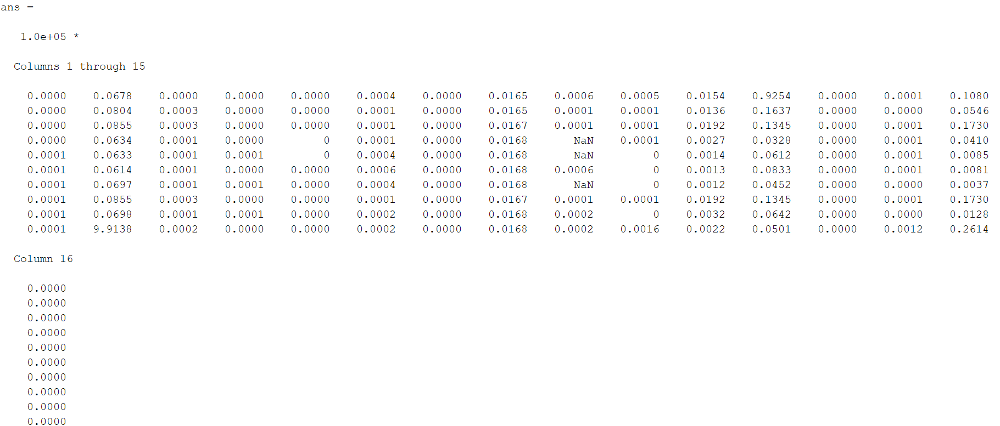 ans =
1.0e+05 *
Columns 1 through 15
0.0000 0.0678 0.0000 0.0000 0.0000 0.0004 0.0000 0.0165 0.0006 0.0005 0.0154 0.9254 0.0000 0.0001 0.1080
0.0000 0.0804 0.0003 0.0000 0.0000 0.0001 0.0000 0.0165 0.0001 0.0001 0.0136 0.1637 0.0000 0.0000 0.0546
0.0000 0.0855 0.0003 0.0000 0.0000 0.0001 0.0000 0.0167 0.0001 0.0001 0.0192 0.1345 0.0000 0.0001 0.1730
0.0000 0.0634 0.0001 0.0000 0 0.0001 0.0000 0.0168 NaN 0.0001 0.0027 0.0328 0.0000 0.0001 0.0410
0.0001 0.0633 0.0001 0.0001 0 0.0004 0.0000 0.0168 NaN 0 0.0014 0.0612 0.0000 0.0001 0.0085
0.0001 0.0614 0.0001 0.0000 0.0000 0.0006 0.0000 0.0168 0.0006 0 0.0013 0.0833 0.0000 0.0001 0.0081
0.0001 0.0697 0.0001 0.0001 0.0000 0.0004 0.0000 0.0168 NaN 0 0.0012 0.0452 0.0000 0.0000 0.0037
0.0001 0.0855 0.0003 0.0000 0.0000 0.0001 0.0000 0.0167 0.0001 0.0001 0.0192 0.1345 0.0000 0.0001 0.1730
0.0001 0.0698 0.0001 0.0001 0.0000 0.0002 0.0000 0.0168 0.0002 0 0.0032 0.0642 0.0000 0.0000 0.0128
0.0001 9.9138 0.0002 0.0000 0.0000 0.0002 0.0000 0.0168 0.0002 0.0016 0.0022 0.0501 0.0000 0.0012 0.2614
Column 16
0.0000
0.0000
0.0000
0.0000
0.0000
0.0000
0.0000
0.0000
0.0000
0.0000